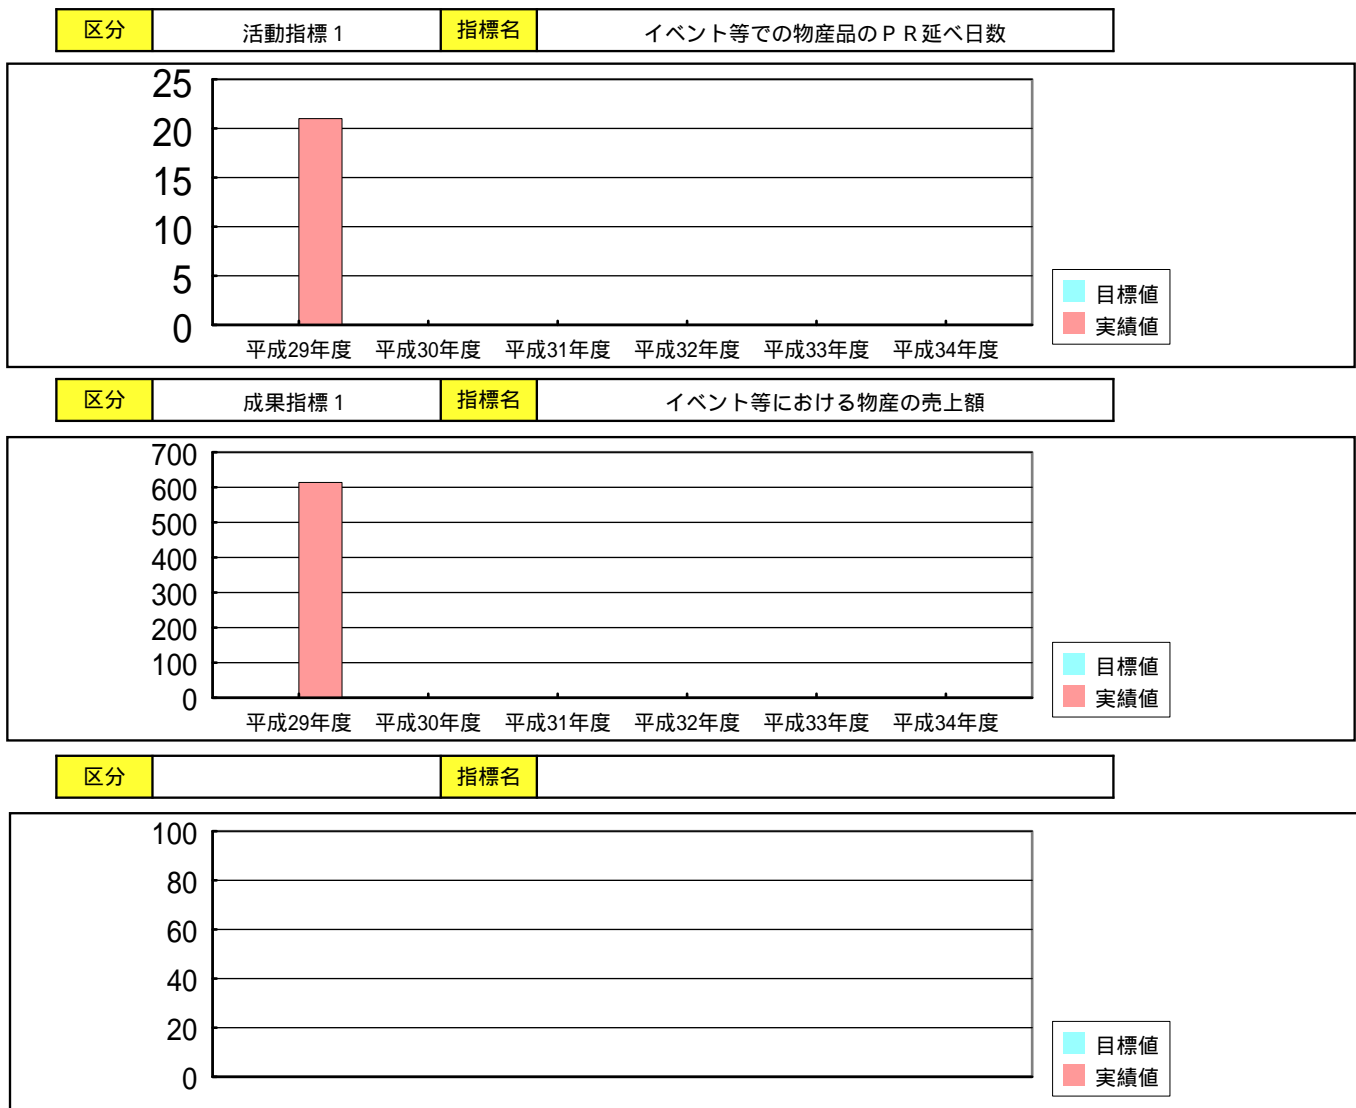 区分 活動指標１ 指標名 イベント等での物産品のＰＲ延べ日数
25
20
15
10
5
0
平成29年度 平成30年度 平成31年度 平成32年度 平成33年度 平成34年度
目標値
実績値
区分 成果指標１ 指標名 イベント等における物産の売上額
700
600
500
400
300
200
100
0
平成29年度 平成30年度 平成31年度 平成32年度 平成33年度 平成34年度
目標値
実績値
区分 指標名
100
80
60
40
20
0
目標値
実績値